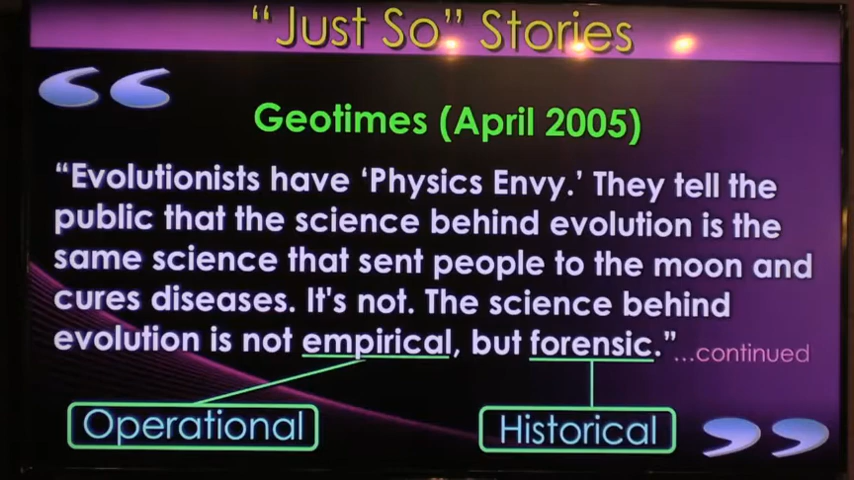 “Just So” Stories
Geotimes (April 2005)
“Evolutionists have ‘Physics Envy.’ They tell the
public that the science behind evolution is the
same science that sent people to the moon and
cures diseases. It's not. The science behind
evolution is not empirical, but forensic.” ...continued
Operational
Historical